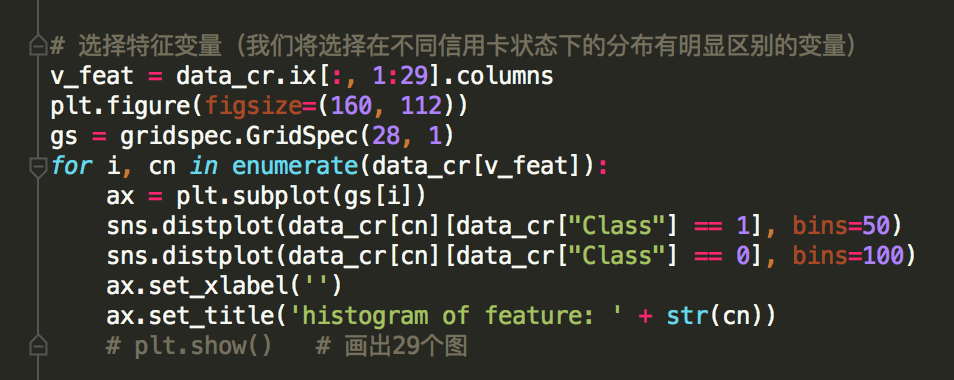 # 选择特征变量（我们将选择在不同信用卡状态下的分布有明显区别的变量）
v_feat = data_cr.ix[:, 1:29].columns
plt.figure(figsize=(160, 112))
gs = gridspec.GridSpec(28, 1)
for i, cn in enumerate(data_cr[v_feat]):
    ax = plt.subplot(gs[i])
    sns.distplot(data_cr[cn][data_cr["Class"] == 1], bins=50)
    sns.distplot(data_cr[cn][data_cr["Class"] == 0], bins=100)
    ax.set_xlabel('')
    ax.set_title('histogram of feature: ' + str(cn))
    # plt.show()   # 画出29个图